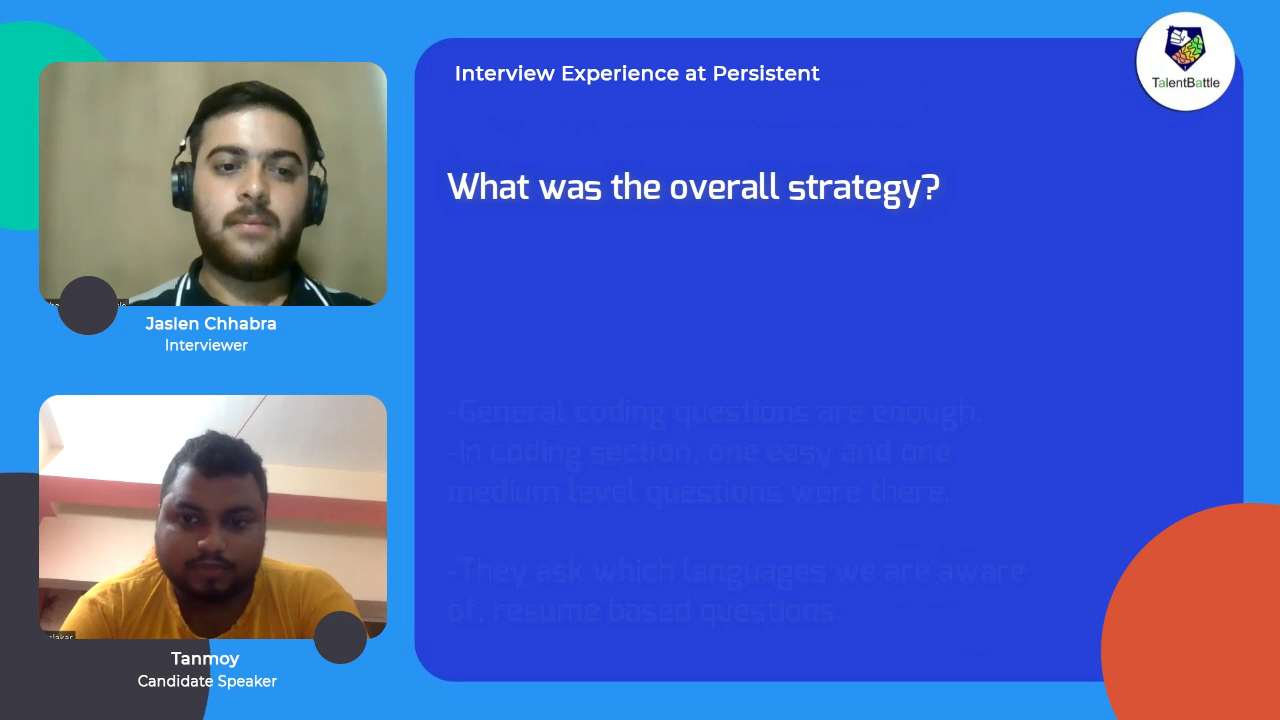 Interview Experience at Persistent
TalentBattle
What was the overall strategy?
-General coding questions are enough.
-In coding section, one easy and one
medium level questions were there.
-They ask which languages we are aware
of, resume based questions
Jaslen Chhabra
Interviewer
Tanmoy
Candidate Speaker